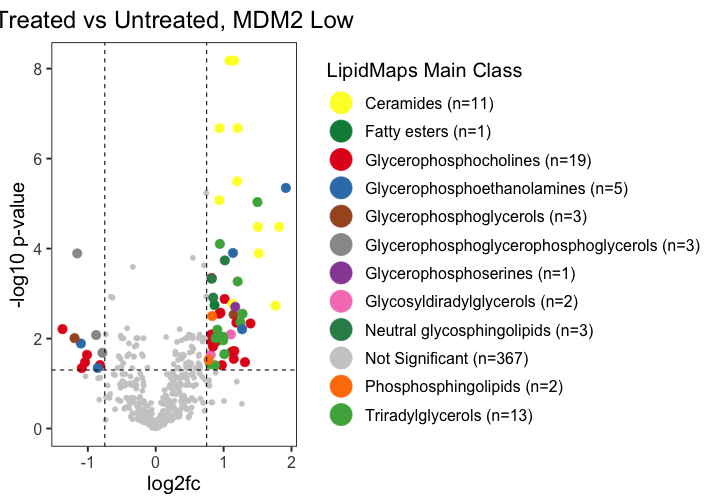 Treated vs Untreated, MDM2 Low
8
6
4
2
0
-log10 p-value
-1
0
1
2
log2fc
LipidMaps Main Class
Ceramides (n=11)
Fatty esters (n=1)
Glycerophosphocholines (n=19)
Glycerophosphoethanolamines (n=5)
Glycerophosphoglycerols (n=3)
Glycerophosphoglycerophosphoglycerols (n=3)
Glycerophosphoserines (n=1)
Glycosyldiradylglycerols (n=2)
Neutral glycosphingolipids (n=3)
Not Significant (n=367)
Phosphosphingolipids (n=2)
Triradylglycerols (n=13)